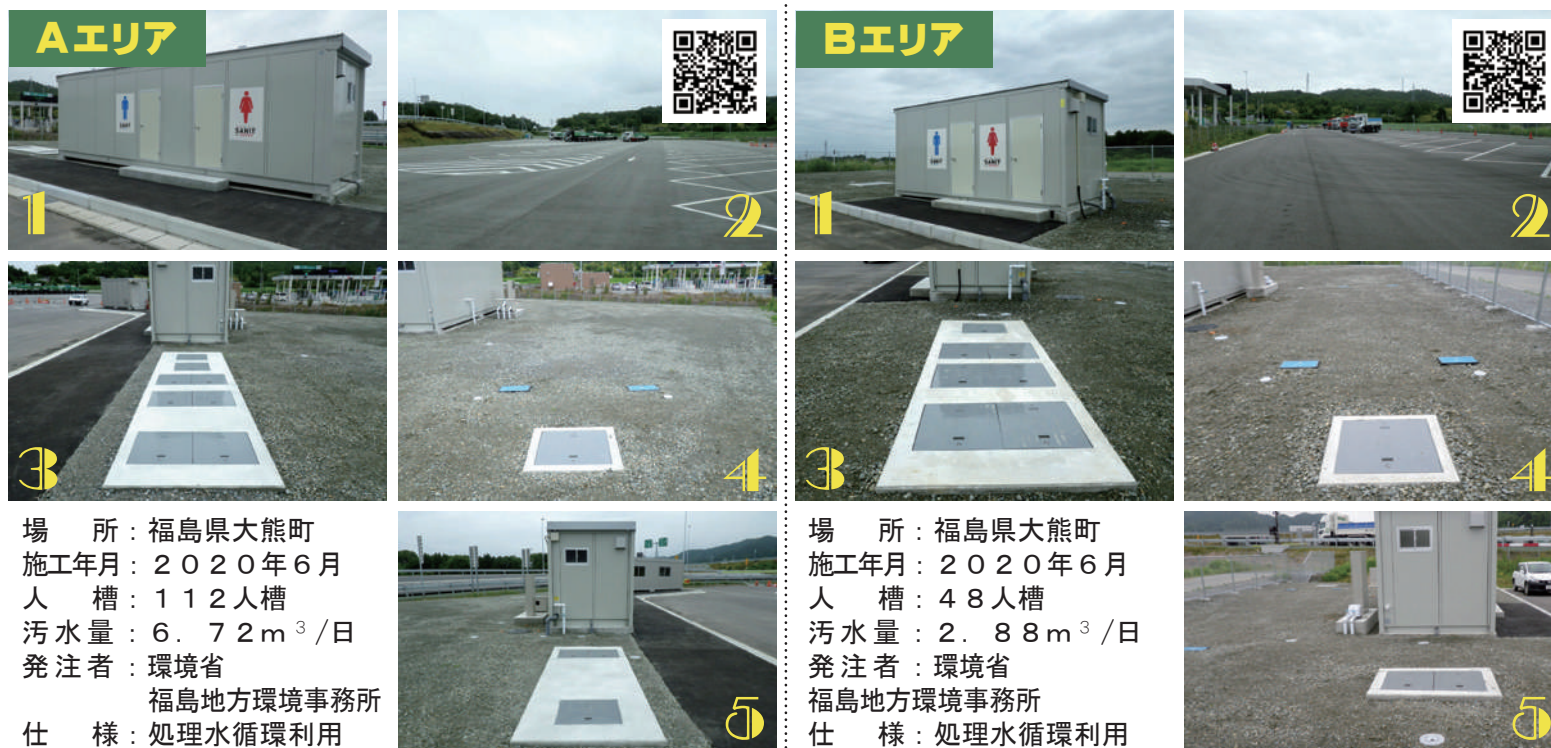 Aエリア
SANIT
1
2
3
4
5
場　所：福島県大熊町
施工年月：２０２０年６月
人　槽：１１２人槽
汚水量：６．７２ｍ³/日
発注者：環境省
福島地方環境事務所
仕　様：処理水循環利用
Bエリア
1
2
3
4
5
場　所：福島県大熊町
施工年月：２０２０年６月
人　槽：４８人槽
汚水量：２．８８ｍ³/日
発注者：環境省
福島地方環境事務所
仕　様：処理水循環利用